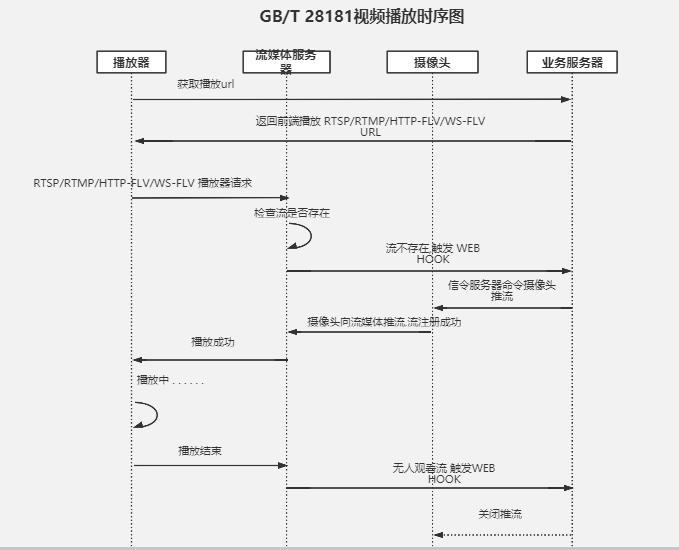 GB/T 28181视频播放时序图
播放器
流媒体服务
器
摄像头
业务服务器
获取播放url
返回前端播放 RTSP/RTMP/HTTP-FLV/WS-FLV
URL
RTSP/RTMP/HTTP-FLV/WS-FLV 播放器请求
检查流是否存在
流不存在,触发 WEB
HOOK
信令服务器命令摄像头
推流
摄像头向流媒体推流,流注册成功
播放成功
播放中 . . . . . .
播放结束
无人观看流 触发WEB
HOOK
关闭推流